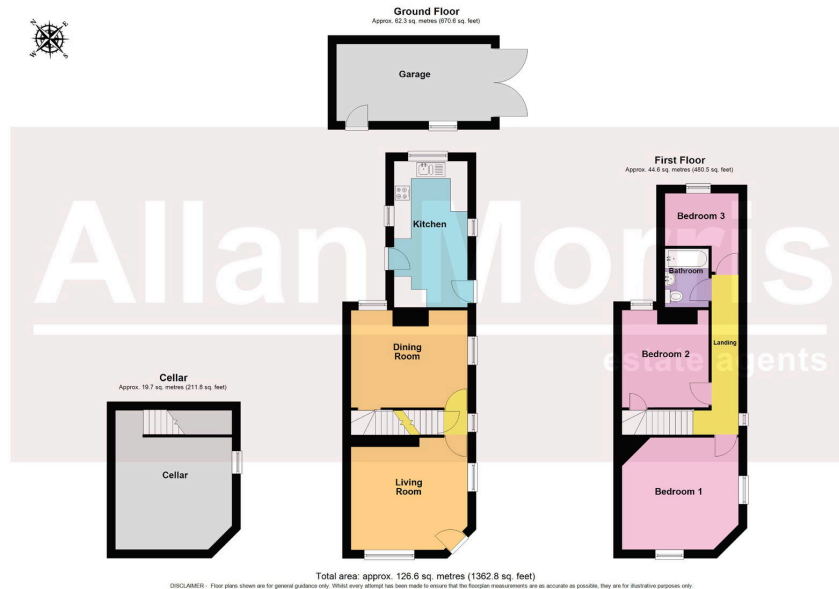 Ground Floor
Approx. 62.3 sq. metres (670.6 sq. feet)
N
E
W
S
Garage
First Floor
Approx. 44.6 sq. metres (480.5 sq. feet)
Kitchen
Bedroom 3
Allan Morris
Bathroom
Dining
Room
Bedroom 2
Landing
estate agents
Cellar
Approx. 19.7 sq. metres (211.8 sq. feet)
Cellar
Living
Room
Bedroom 1
Total area: approx. 126.6 sq. metres (1362.8 sq. feet)
DISCLAIMER - Floor plans shown are for general guidance only. Whilst every attempt has been made to ensure that the floorplan measurements are as accurate as possible, they are for illustrative purposes only.